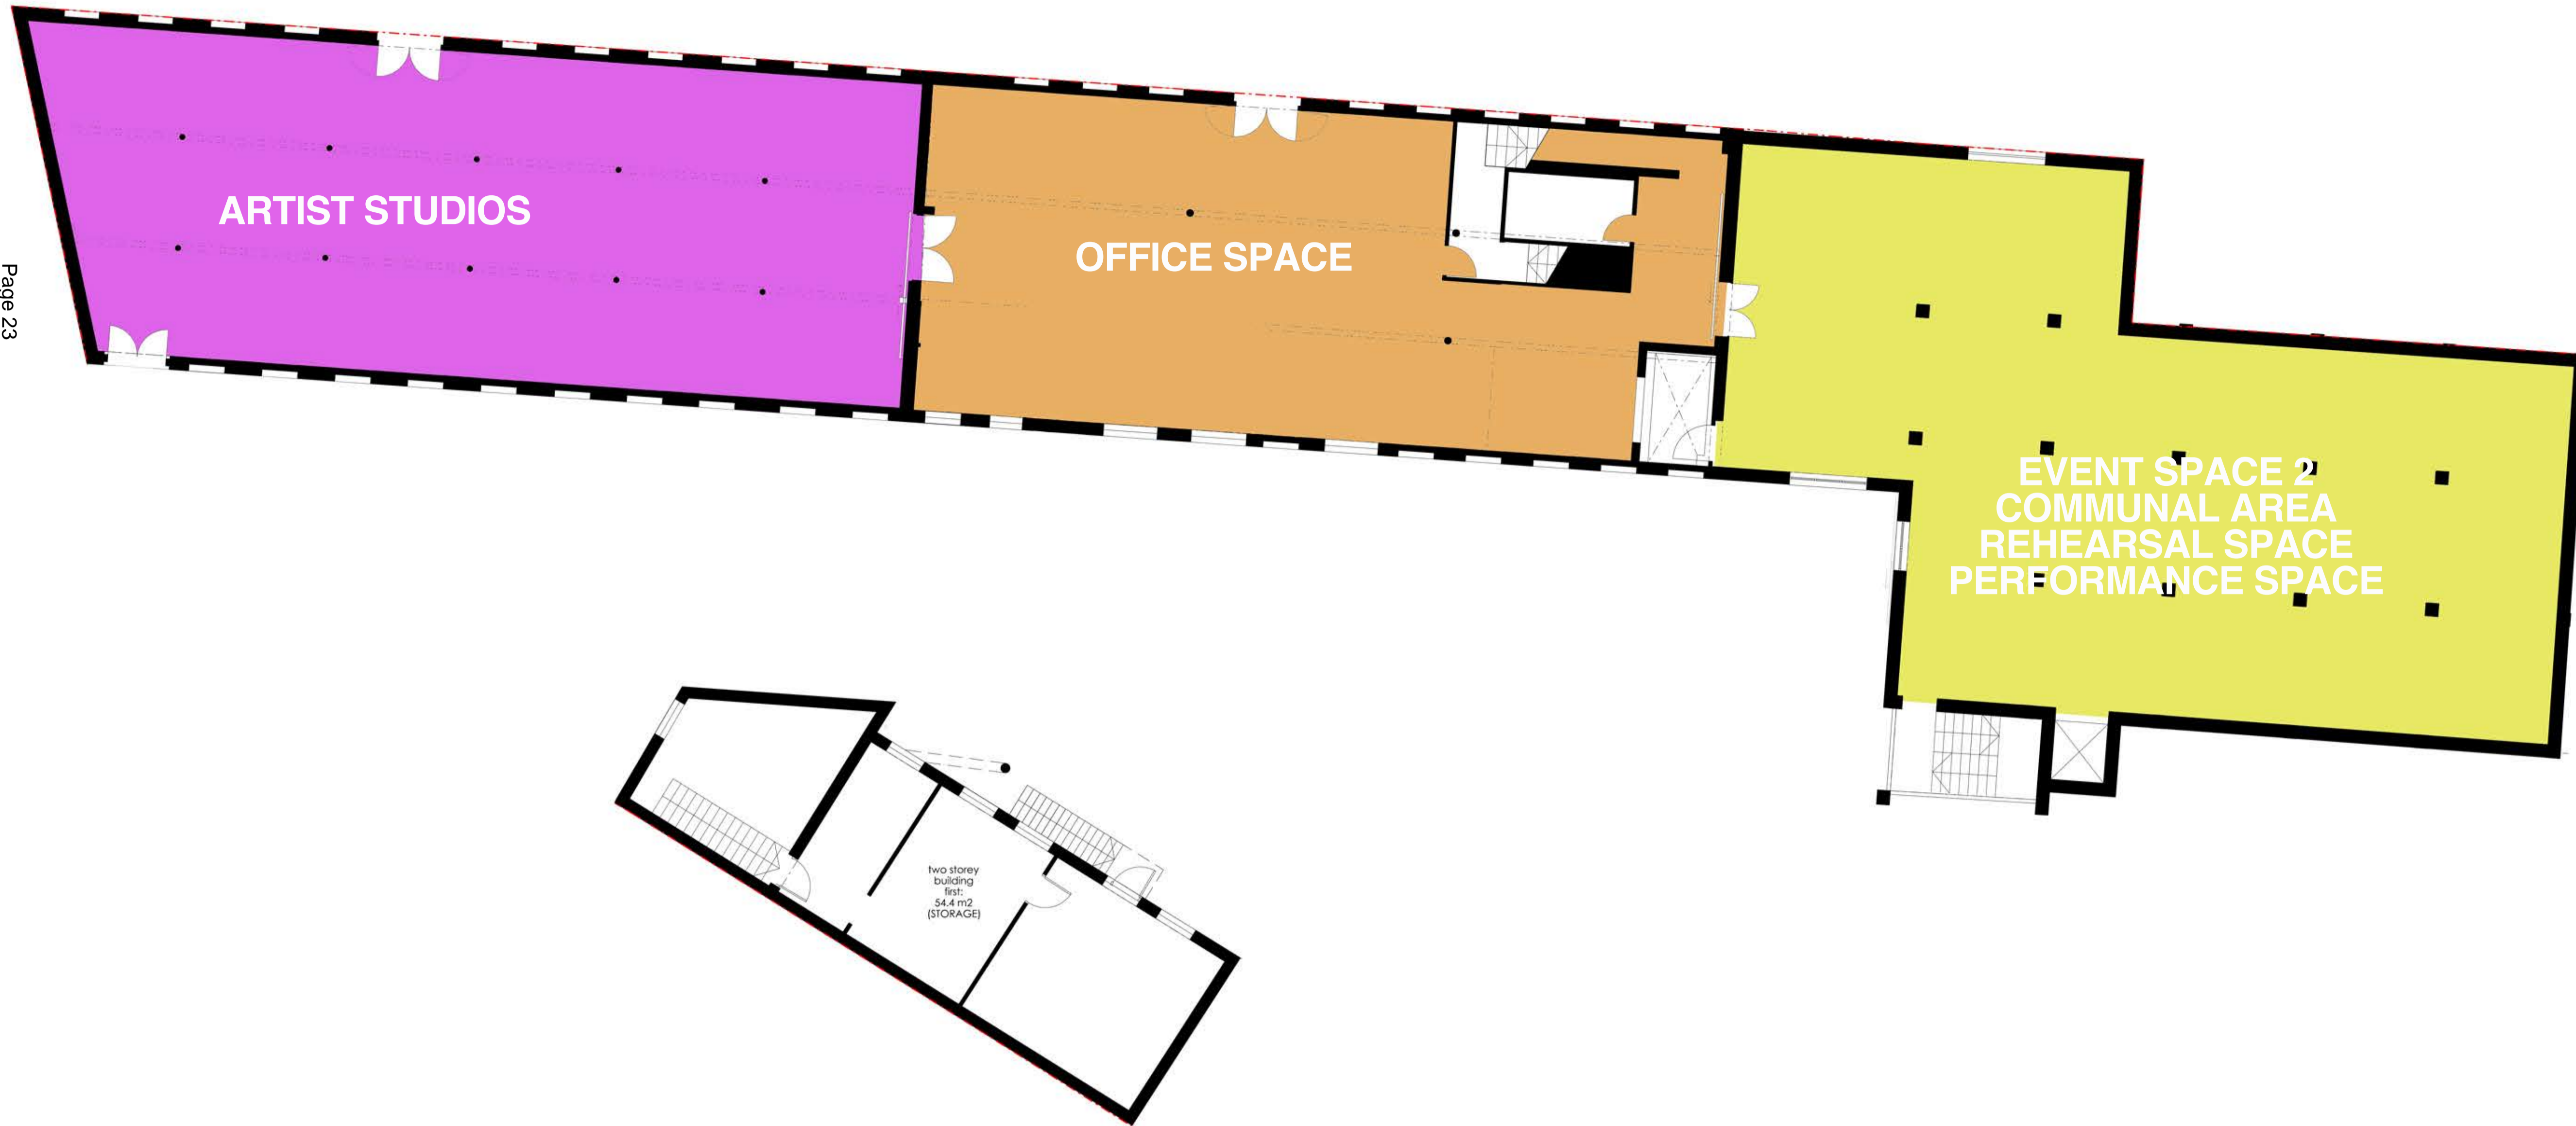 ARTIST STUDIOS
OFFICE SPACE
EVENT SPACE 2
COMMUNAL AREA
REHEARSAL SPACE
PERFORMANCE SPACE
Page 23
two storey
building
first:
54.4 m2
(STORAGE)